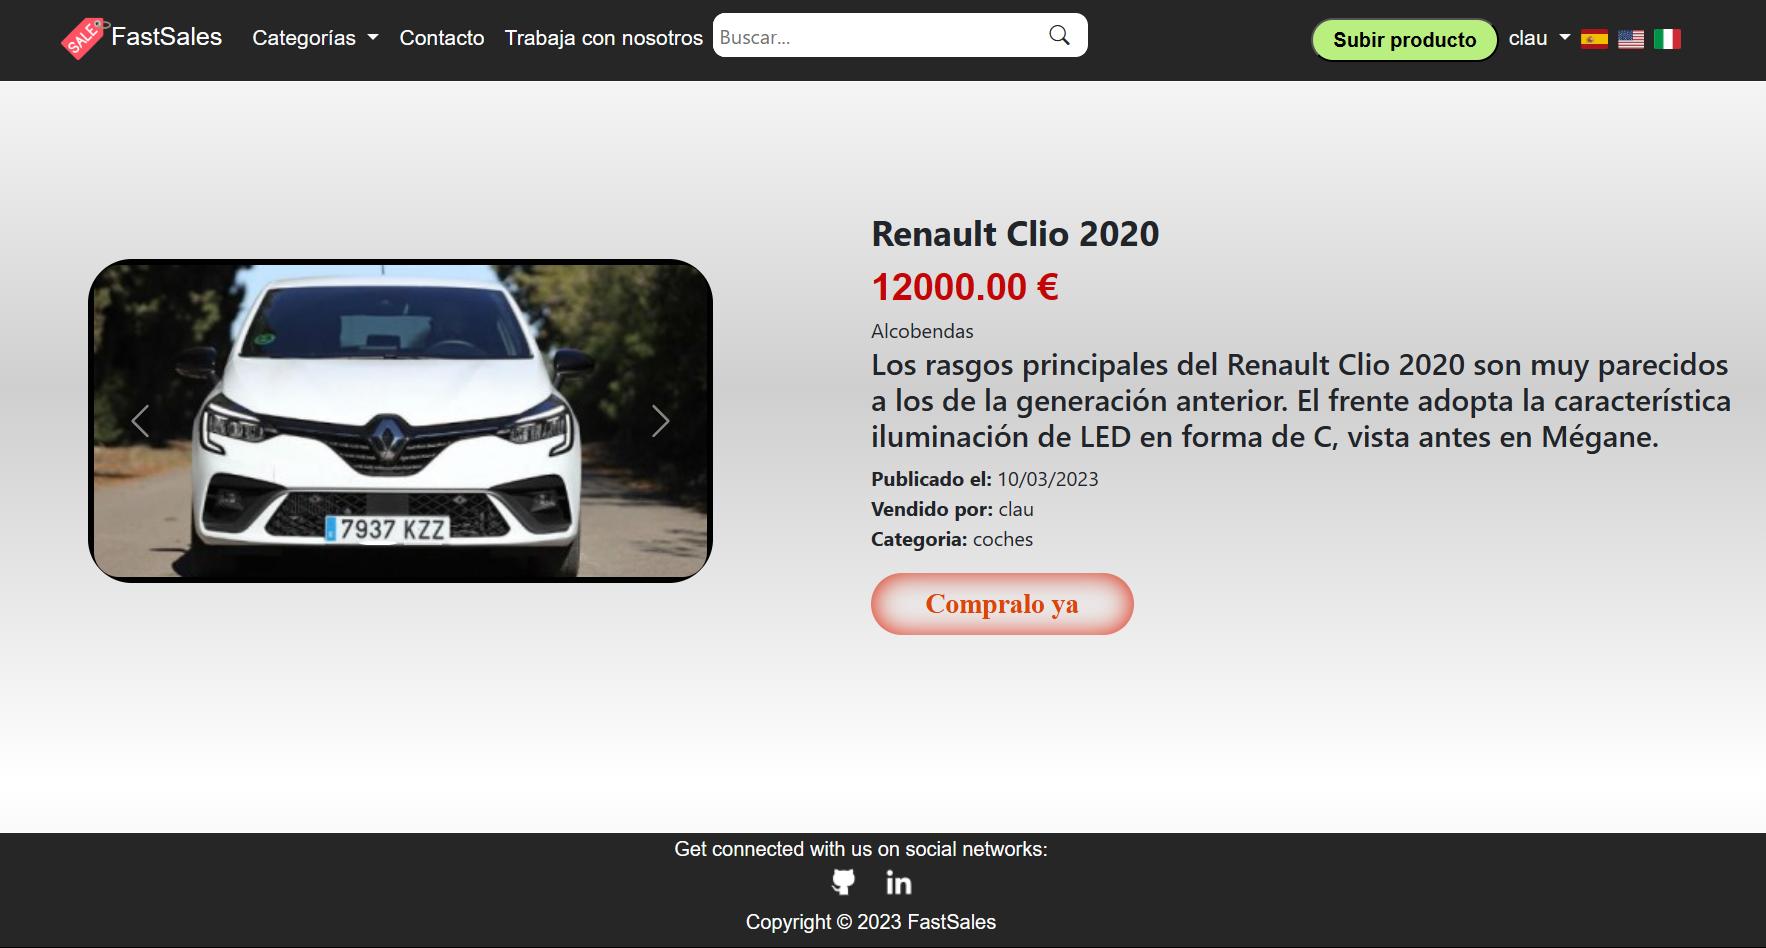 SALE FastSales Categorías Contacto Trabaja con nosotros Buscar... Subir producto clau
Renault Clio 2020
12000.00 €
Alcobendas
Los rasgos principales del Renault Clio 2020 son muy parecidos
a los de la generación anterior. El frente adopta la característica
iluminación de LED en forma de C, vista antes en Mégane.
Publicado el: 10/03/2023
Vendido por: clau
Categoria: coches
7937 KZZ
Compralo ya
Get connected with us on social networks:
in
Copyright © 2023 FastSales